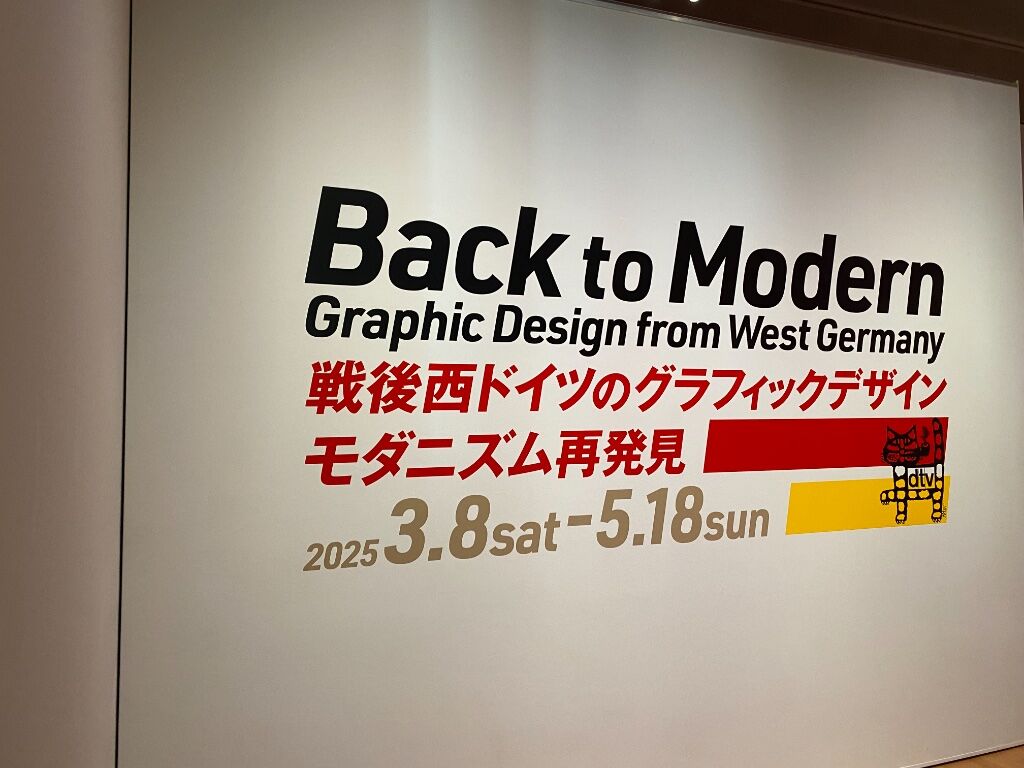 Back to Modern
Graphic Design from West Germany
戦後西ドイツのグラフィックデザイン
モダニズム再発見
dtv
2025 3.8sat-5.18sun